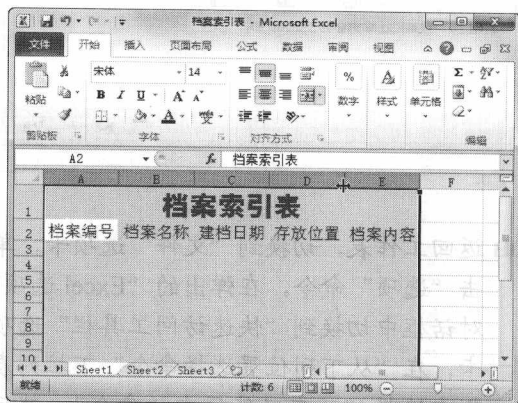 档案索引表 - Microsoft Excel
文件 开始 插入 页面布局 公式 数据 审阅 视图
宋体 14 Σ
粘贴 B I U A A % 数字 A 样式 单元格
A 变
剪贴板 字体 对齐方式 编辑
A2 fx 档案索引表
A B C D E F
1 档案索引表
2 档案编号 档案名称 建档日期 存放位置 档案内容
3
4
5
6
7
8
9
10
Sheet1 Sheet2 Sheet3
就绪 计数: 6 100%